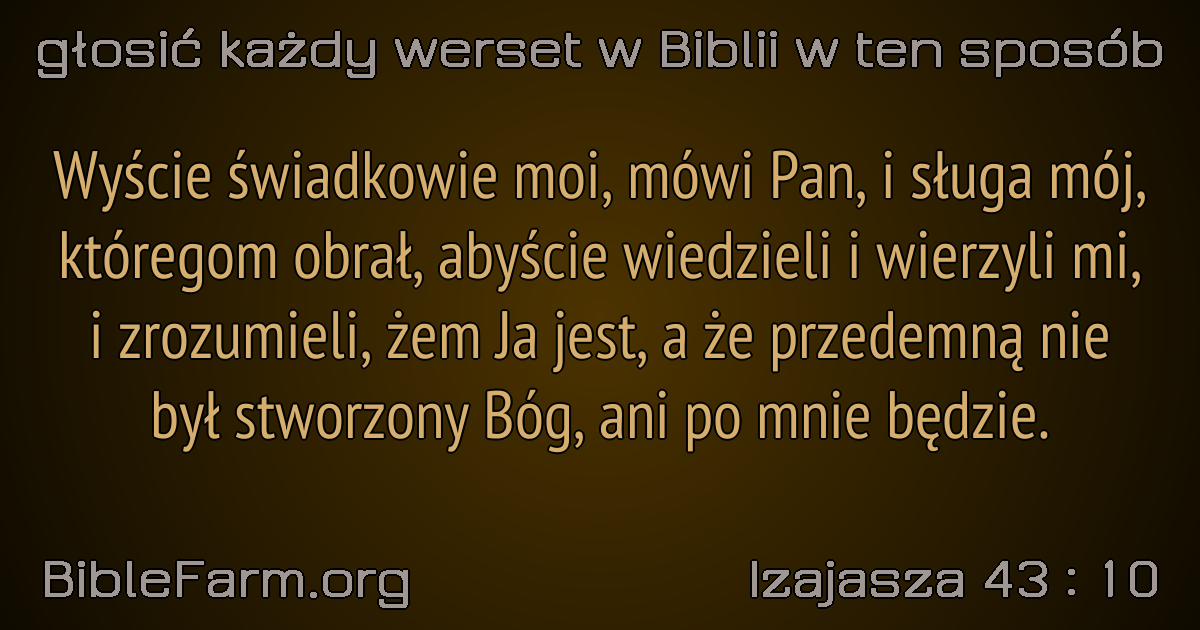 głosić każdy werset w Biblii w ten sposób
Wyście świadkowie moi, mówi Pan, i sługa mój,
któregom obrał, abyście wiedzieli i wierzyli mi,
i zrozumieli, żem Ja jest, a że przedemną nie
był stworzony Bóg, ani po mnie będzie.
BibleFarm.org
Izajasza 43 : 10